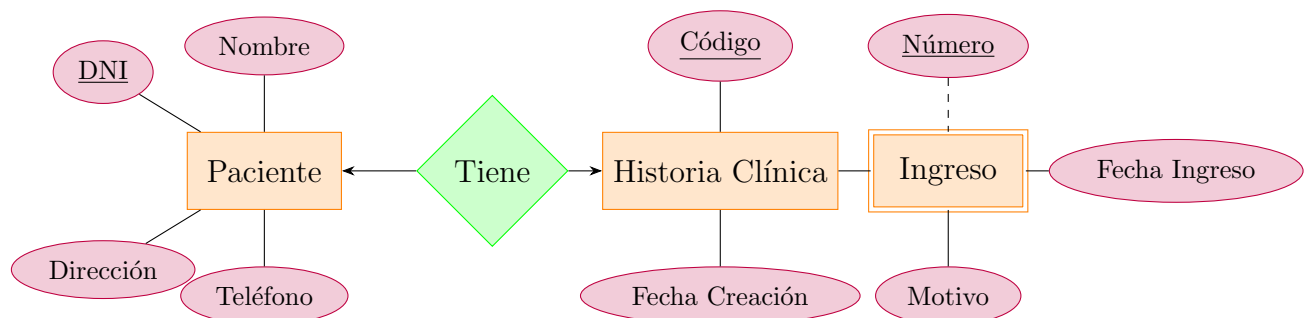 Nombre
Código
Número
DNI
Paciente
Tiene
Historia Clínica
Ingreso
Fecha Ingreso
Dirección
Teléfono
Fecha Creación
Motivo